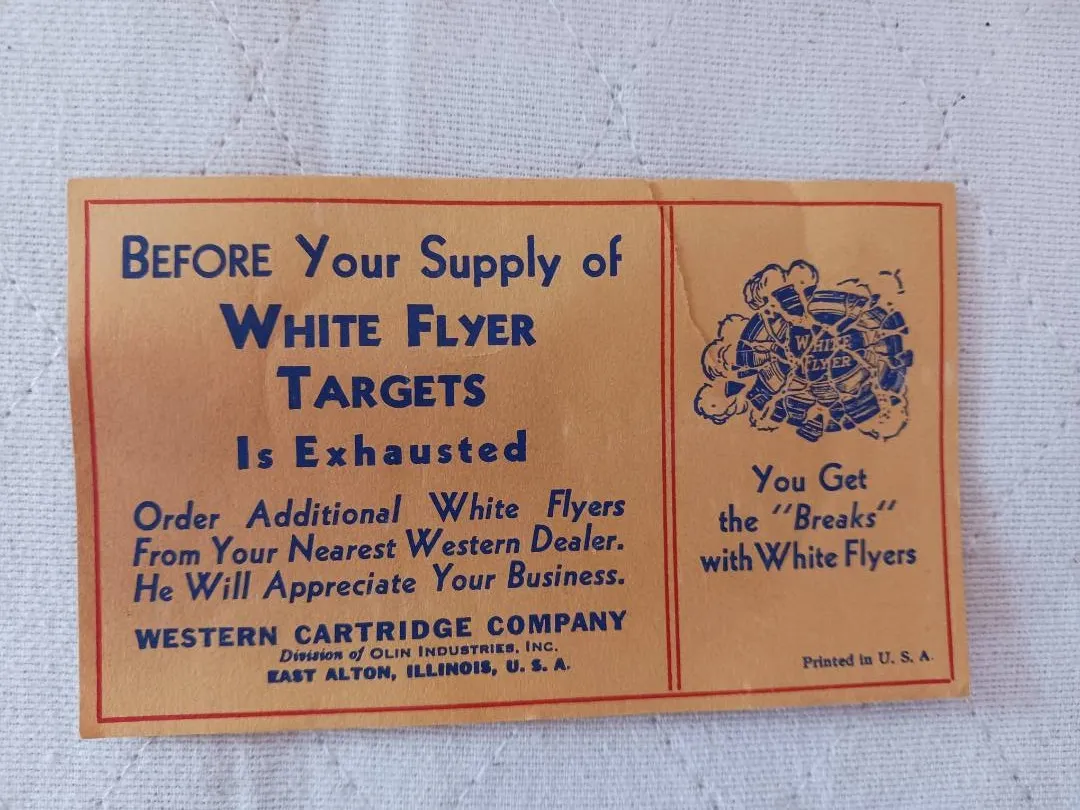 BEFORE Your Supply of
WHITE FLYER
TARGETS
Is Exhausted
Order Additional White Flyers
From Your Nearest Western Dealer.
He Will Appreciate Your Business.
WESTERN CARTRIDGE COMPANY
Division of OLIN INDUSTRIES, INC.
EAST ALTON, ILLINOIS, U. S. A.
WHITE
FLYER
You Get
the "Breaks"
with White Flyers
Printed in U. S. A.